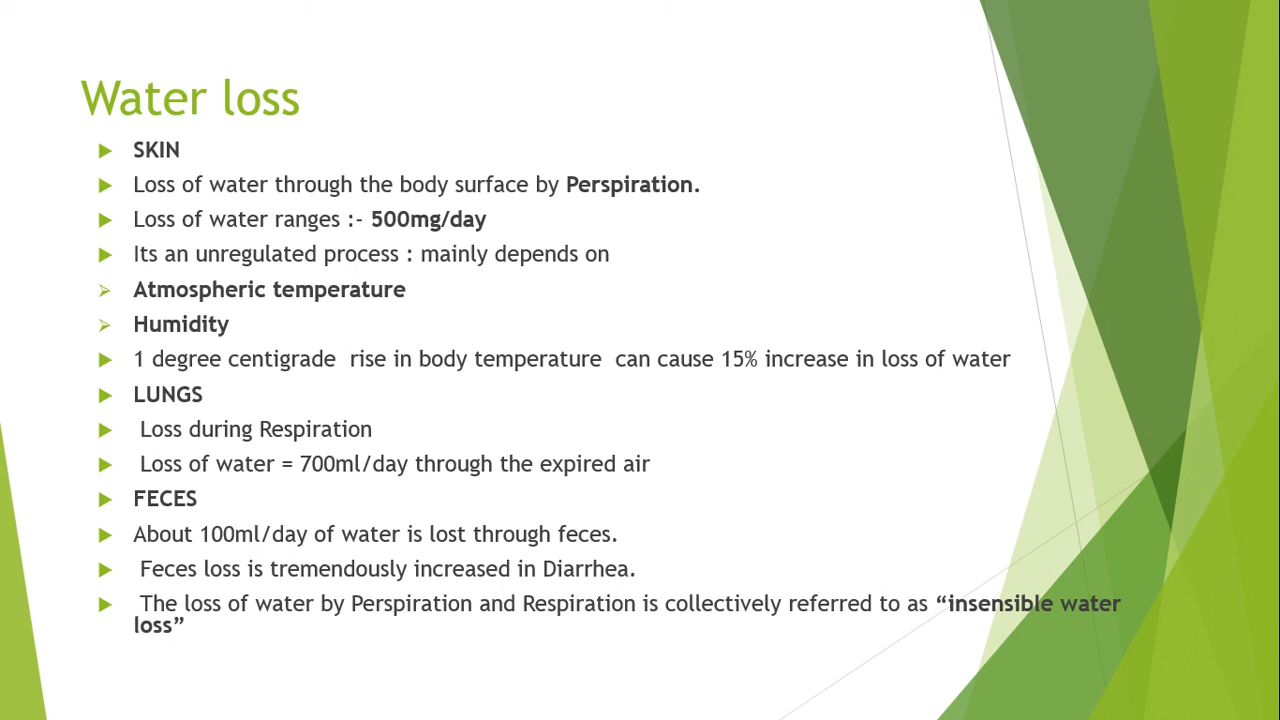 Water loss
SKIN
Loss of water through the body surface by Perspiration.
Loss of water ranges :- 500mg/day
Its an unregulated process : mainly depends on
Atmospheric temperature
Humidity
1 degree centigrade rise in body temperature can cause 15% increase in loss of water
LUNGS
Loss during Respiration
Loss of water = 700ml/day through the expired air
FECES
About 100ml/day of water is lost through feces.
Feces loss is tremendously increased in Diarrhea.
The loss of water by Perspiration and Respiration is collectively referred to as “insensible water
loss”